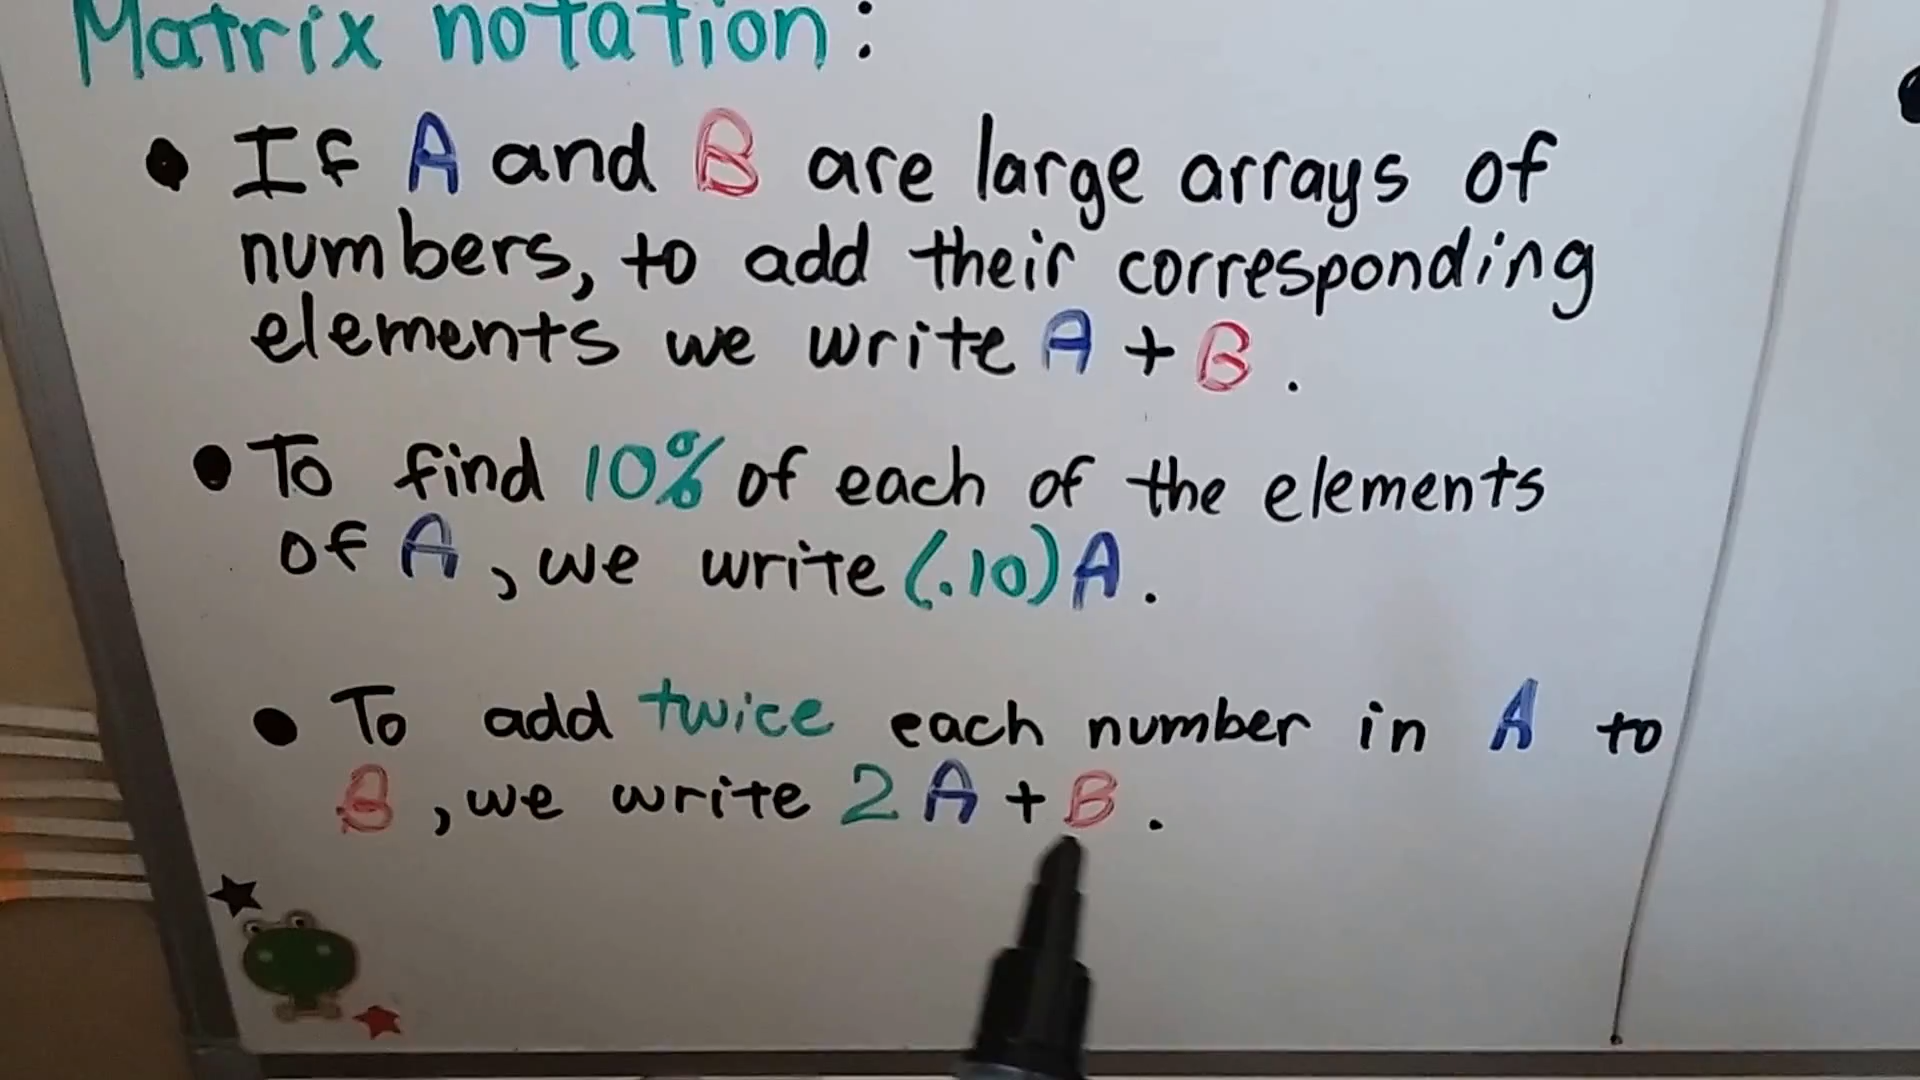 Matrix notation:
• If A and B are large arrays of
numbers, to add their corresponding
elements we write A + B.
• To find 10% of each of the elements
of A, we write (.10)A.
• To add twice each number in A to
B, we write 2A + B.